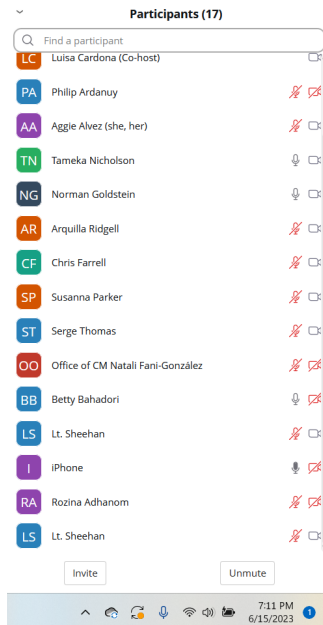 Participants (17)
Find a participant
LC Luisa Cardona (Co-host)
PA Philip Ardanuy
AA Aggie Alvez (she, her)
TN Tameka Nicholson
NG Norman Goldstein
AR Arquilla Ridgell
CF Chris Farrell
SP Susanna Parker
ST Serge Thomas
OO Office of CM Natali Fani-González
BB Betty Bahadori
LS Lt. Sheehan
I iPhone
RA Rozina Adhanom
LS Lt. Sheehan
Invite Unmute
7:11 PM
6/15/2023 1